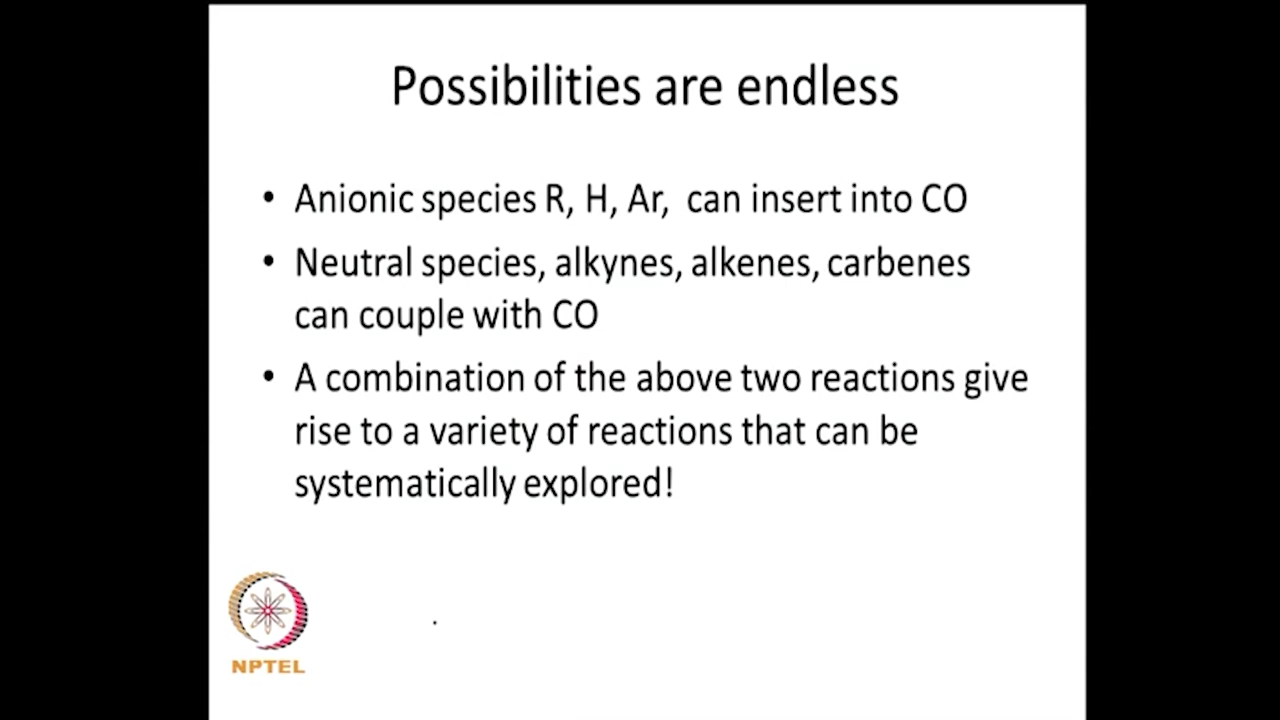 Possibilities are endless
• Anionic species R, H, Ar, can insert into CO
• Neutral species, alkynes, alkenes, carbenes
can couple with CO
• A combination of the above two reactions give
rise to a variety of reactions that can be
systematically explored!
NPTEL